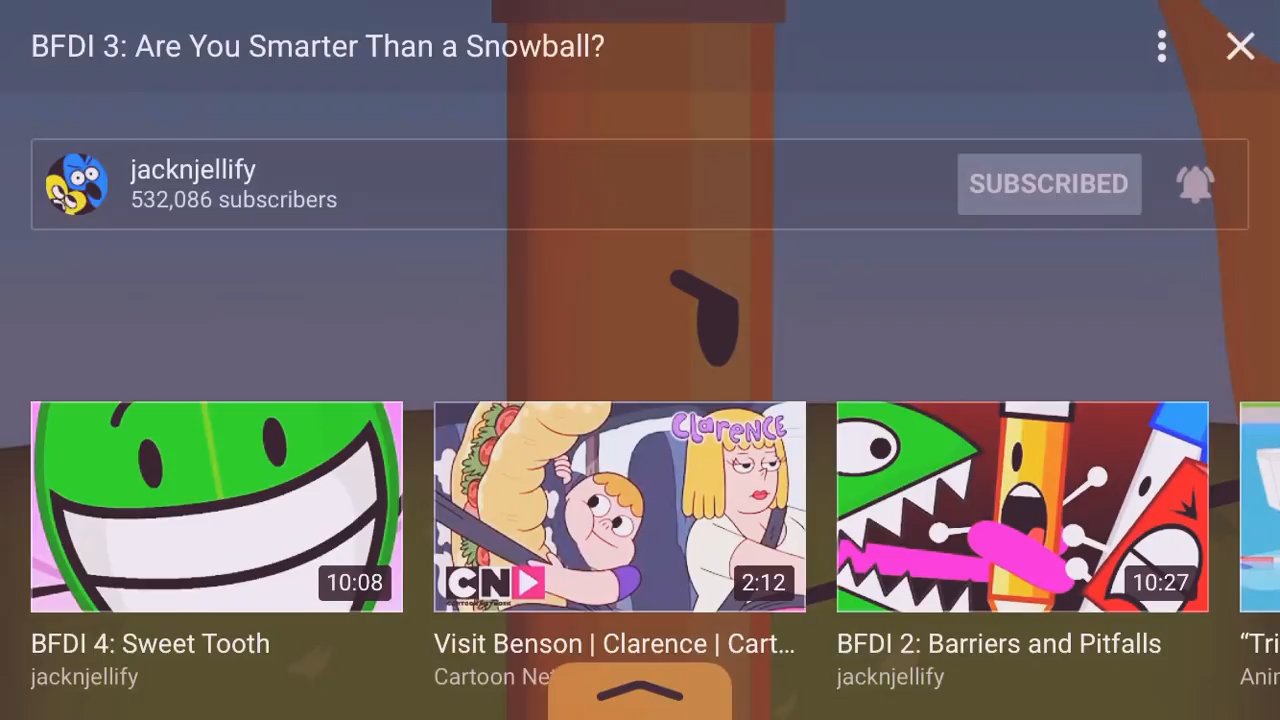 BFDI 3: Are You Smarter Than a Snowball?
jacknjellify
532,086 subscribers
SUBSCRIBED
CLaRENCE
CN
CARTOON NETWORK
10:08
2:12
10:27
BFDI 4: Sweet Tooth
Visit Benson | Clarence | Cart...
BFDI 2: Barriers and Pitfalls
“Tri
jacknjellify
Cartoon Ne
jacknjellify
Anir